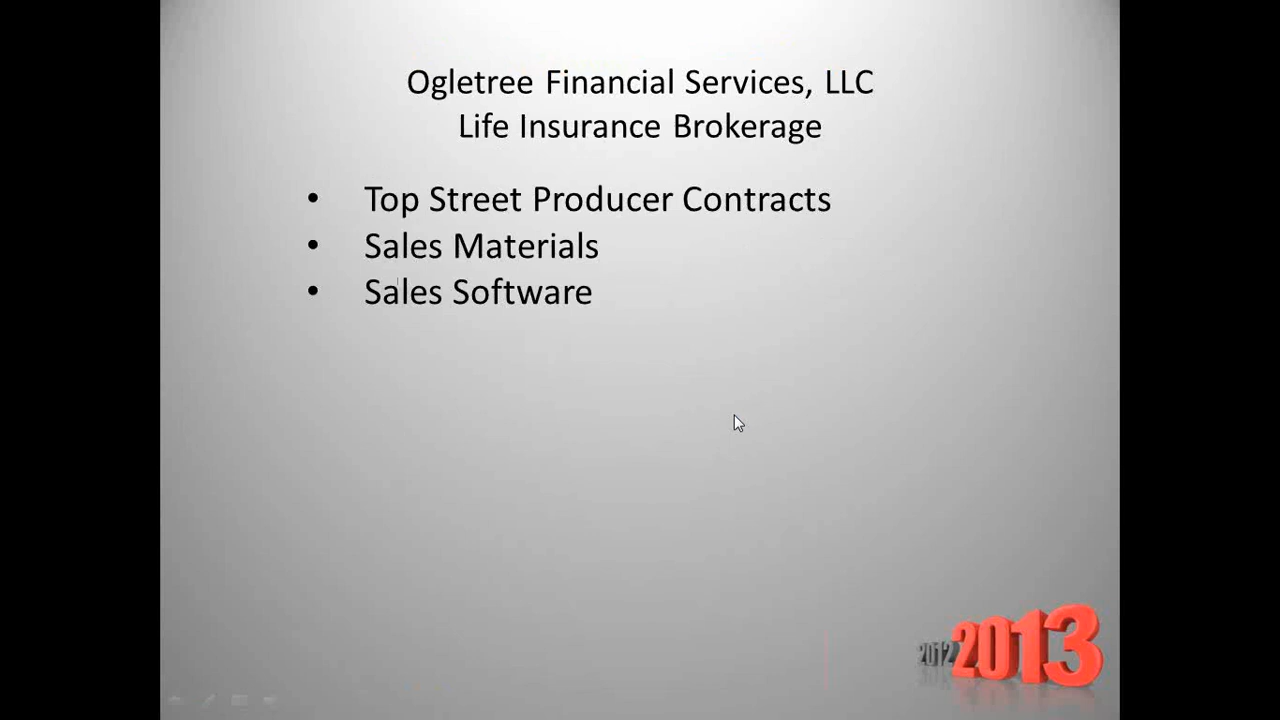 Ogletree Financial Services, LLC
Life Insurance Brokerage
• Top Street Producer Contracts
• Sales Materials
• Sales Software
2012 2013